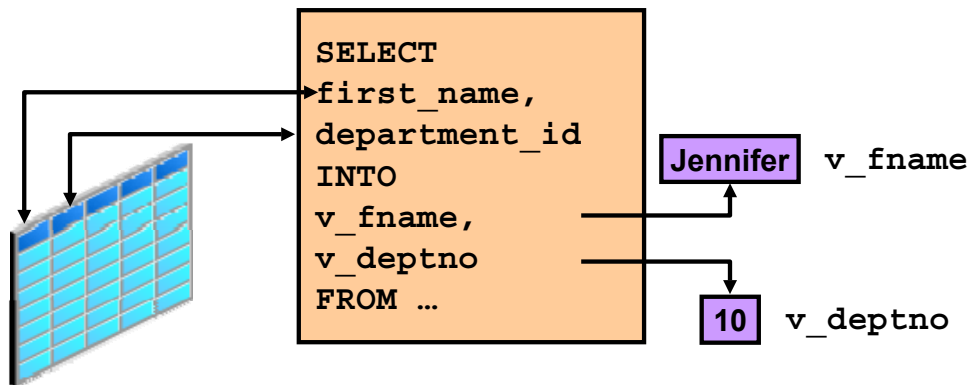 SELECT
first_name,
department_id
INTO
v_fname,
v_deptno
FROM …
Jennifer v_fname
10 v_deptno